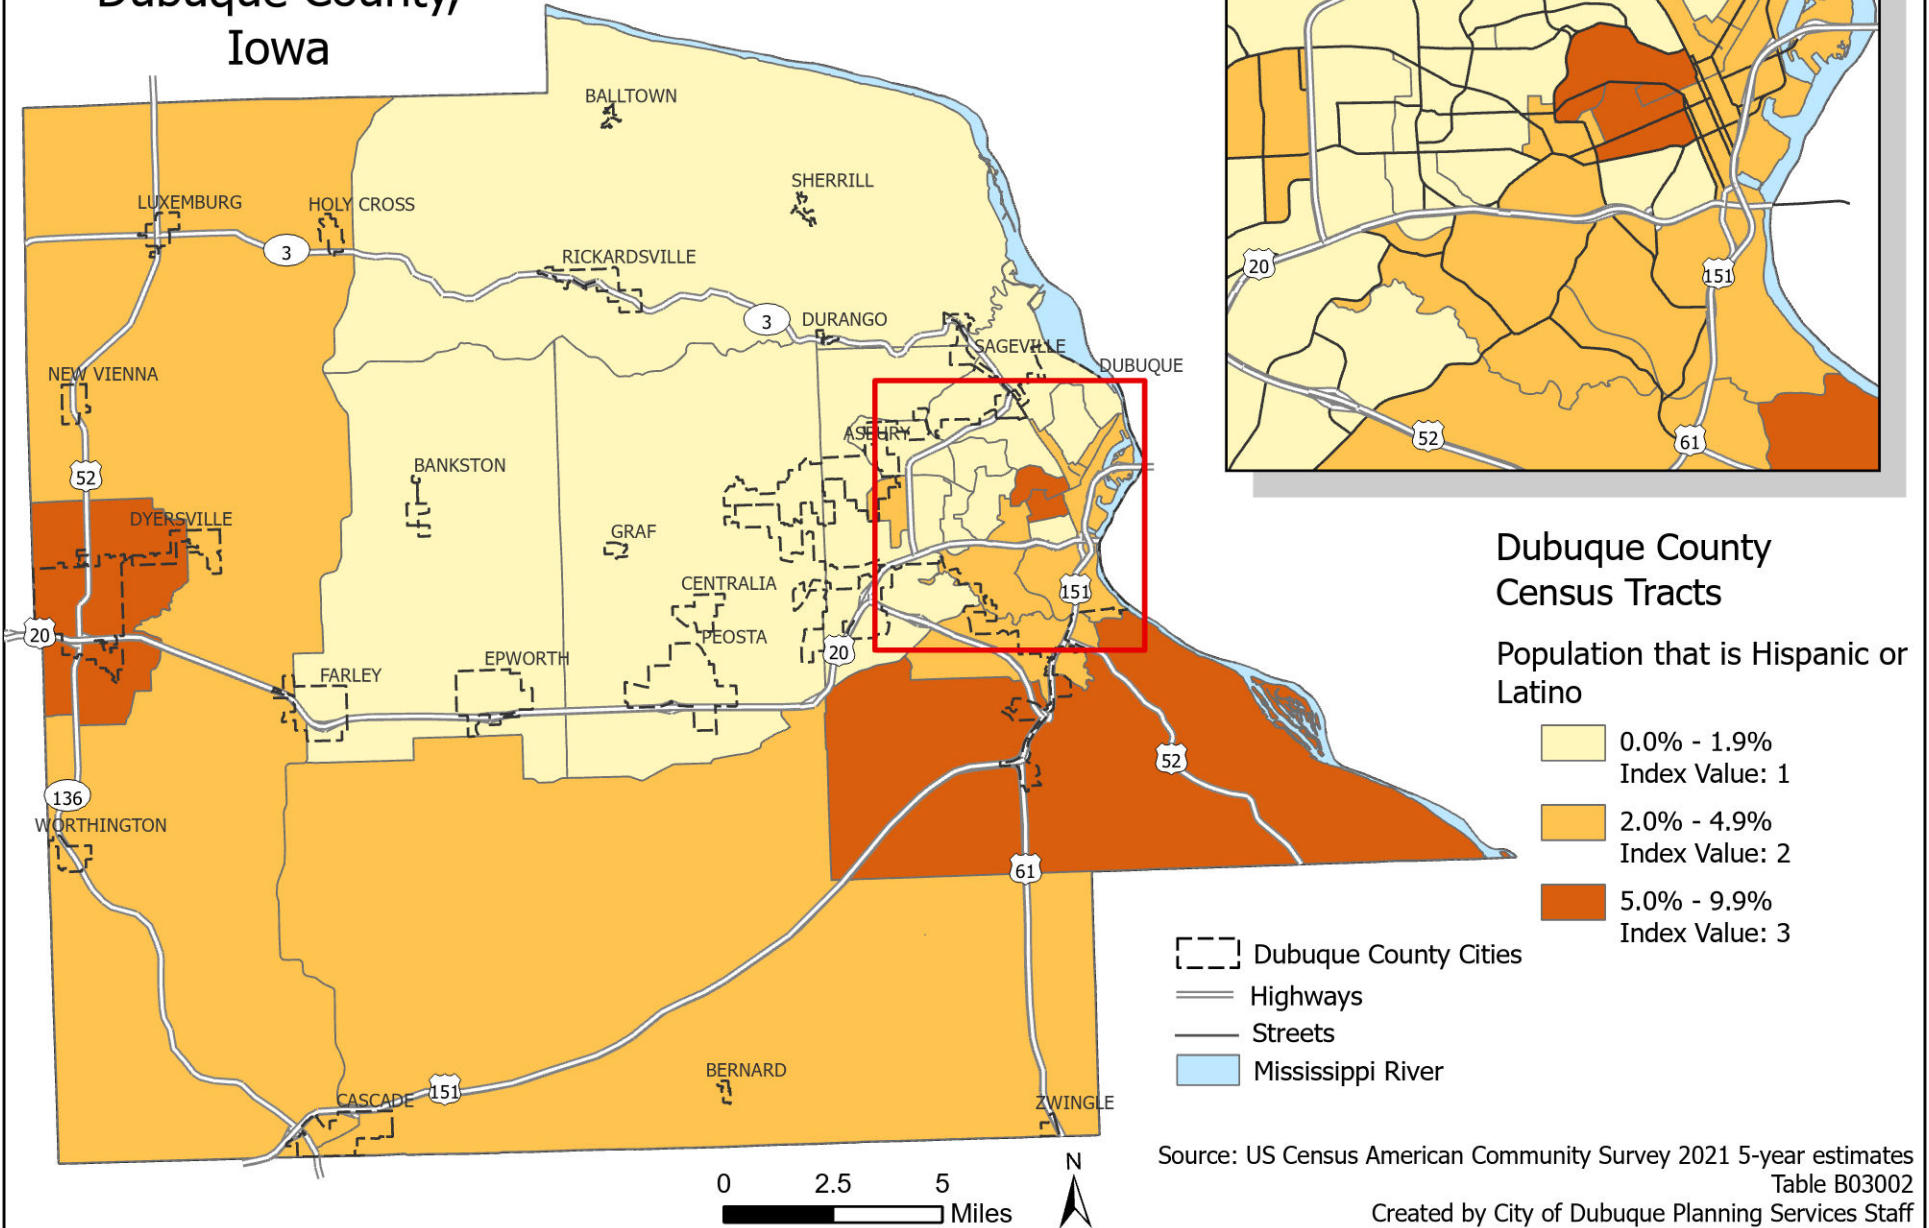 Dubuque County,
Iowa
BALLTOWN
SHERRILL
LUXEMBURG
HOLY CROSS
3
RICKARDSVILLE
3
DURANGO
SAGEVILLE
DUBUQUE
NEW VIENNA
52
ASBURY
BANKSTON
DYERSVILLE
GRAF
CENTRALIA
151
20
PEOSTA
20
EPWORTH
FARLEY
52
136
WORTHINGTON
61
BERNARD
151
CASCADE
ZWINGLE
20
151
52
61
Dubuque County
Census Tracts
Population that is Hispanic or
Latino
0.0% - 1.9%
Index Value: 1
2.0% - 4.9%
Index Value: 2
5.0% - 9.9%
Index Value: 3
Dubuque County Cities
Highways
Streets
Mississippi River
N
0 2.5 5
Miles
Source: US Census American Community Survey 2021 5-year estimates
Table B03002
Created by City of Dubuque Planning Services Staff